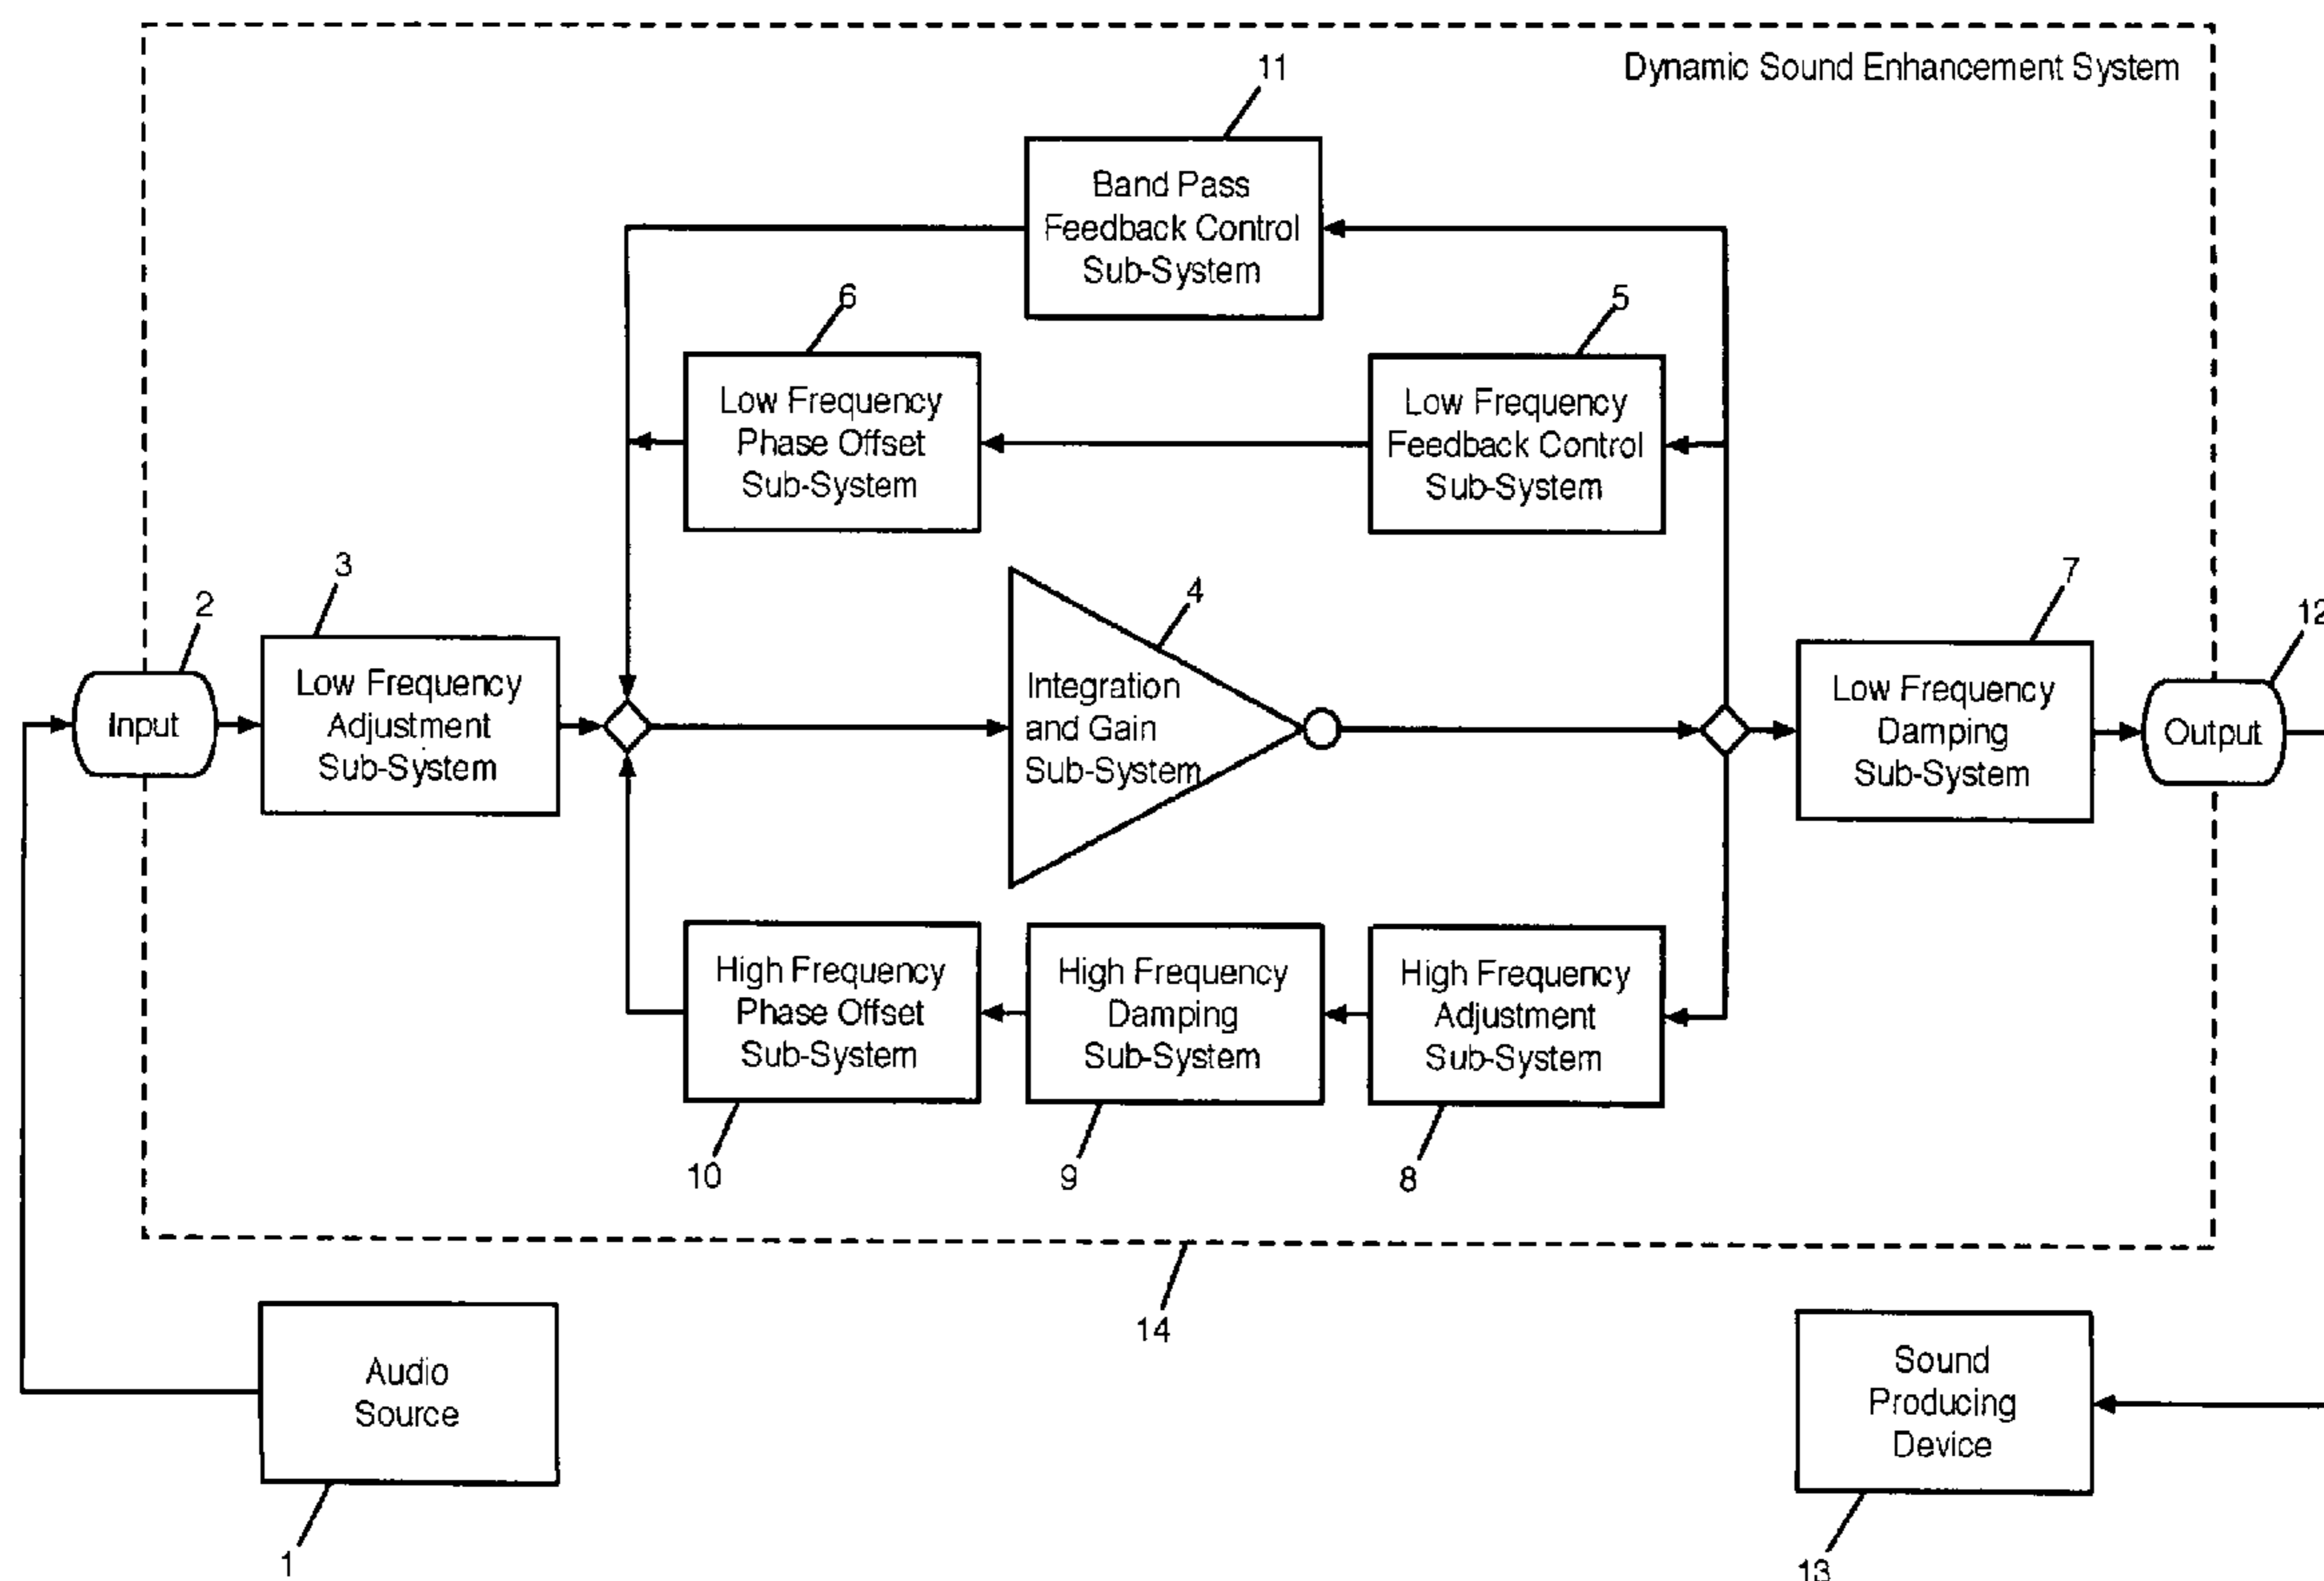 Dynamic Sound Enhancement System
11
Band Pass
Feedback Control
Sub-System
6
Low Frequency
Phase Offset
Sub-System
5
Low Frequency
Feedback Control
Sub-System
2
Input
3
Low Frequency
Adjustment
Sub-System
4
Integration
and Gain
Sub-System
7
Low Frequency
Damping
Sub-System
12
Output
High Frequency
Phase Offset
Sub-System
10
High Frequency
Damping
Sub-System
9
High Frequency
Adjustment
Sub-System
8
14
Audio
Source
1
Sound
Producing
Device
13